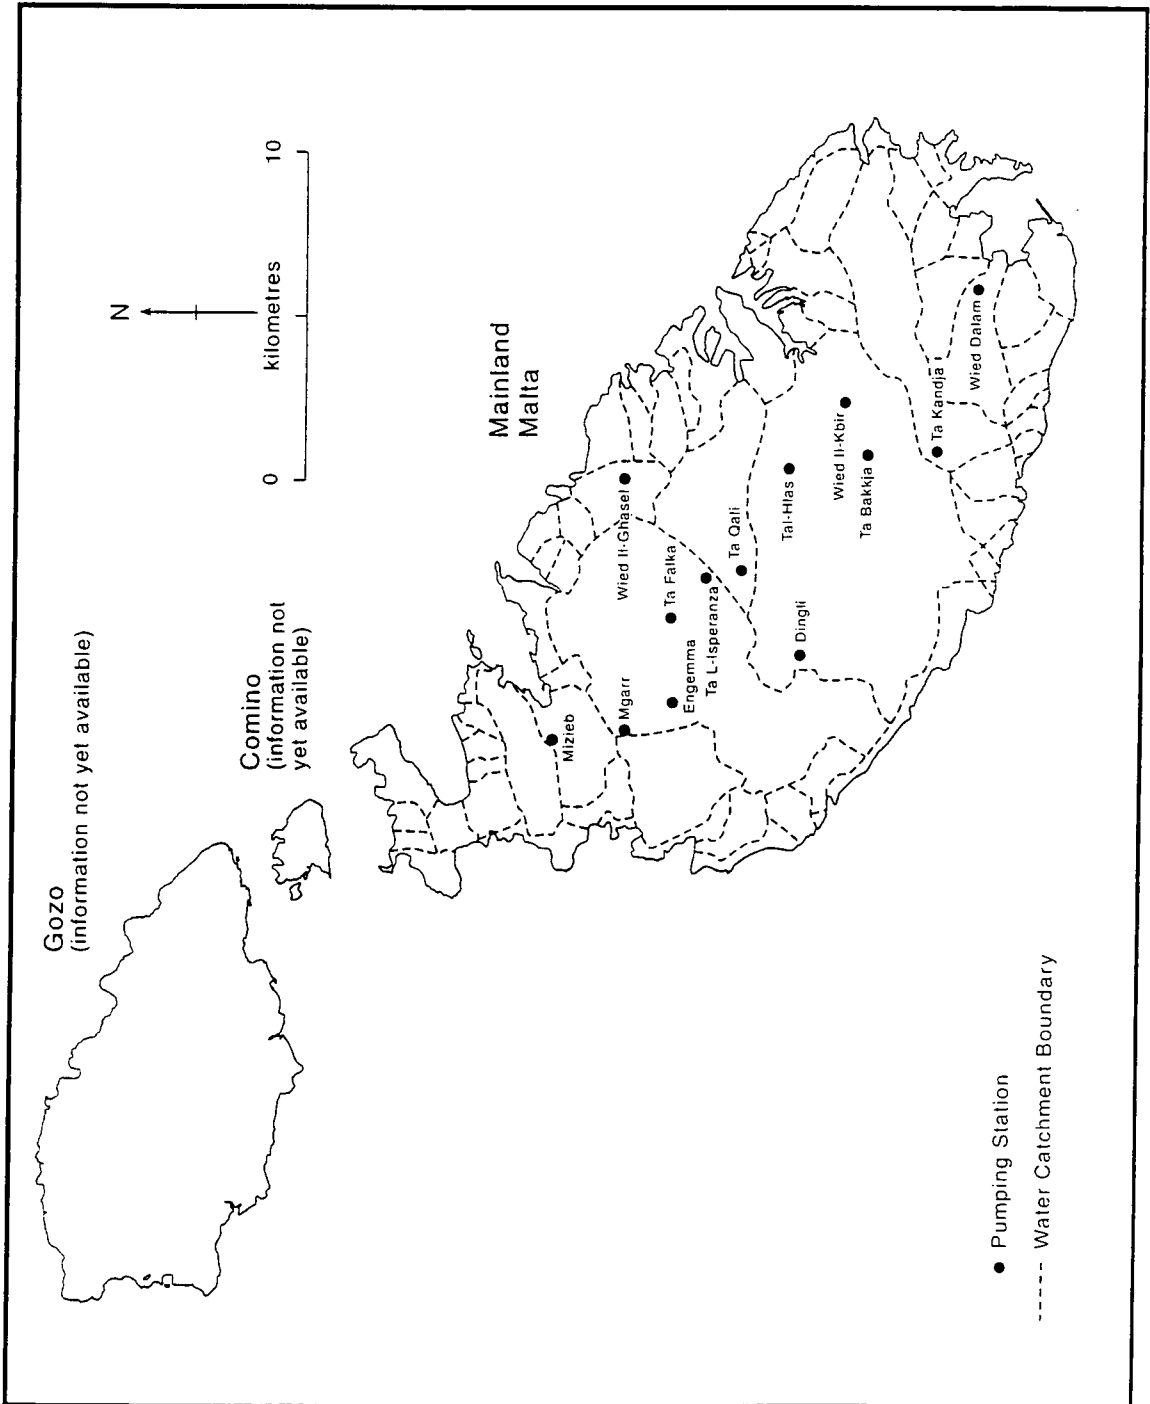 Gozo
(information not yet available)
Comino
(information not
yet available)
N
0
kilometres
10
Mainland
Malta
Mizieb
Mgarr
Engemma
Ta Falka
Ta L-Isperanza
Wied Il-Ghasel
Ta Qali
Dingli
Tal-Hlas
Wied Il-Kbir
Ta Bakkja
Ta Kandja
Wied Dalam
Pumping Station
Water Catchment Boundary